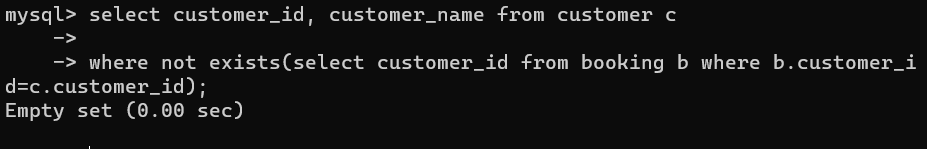 mysql> select customer_id, customer_name from customer c
    ->
    -> where not exists(select customer_id from booking b where b.customer_i
d=c.customer_id);
Empty set (0.00 sec)